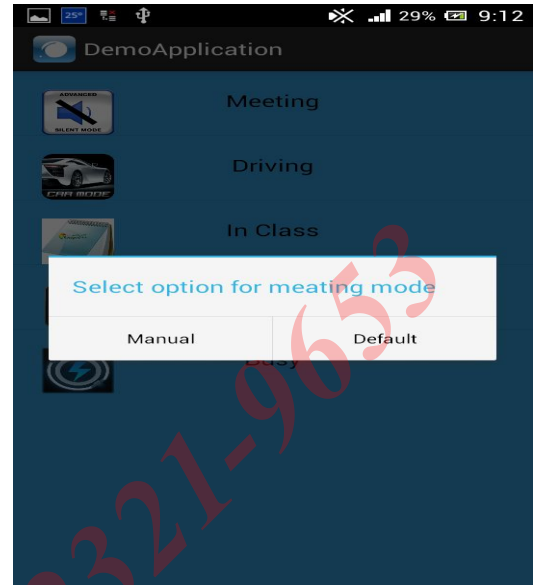 25°
29% 9:12
DemoApplication
ADVANCED
SILENT MODE
Meeting
CAR MODE
Driving
In Class
Select option for meating mode
Manual Default
Busy
2321-9653